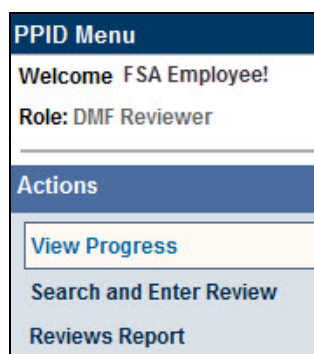 PPID Menu
Welcome FSA Employee!
Role: DMF Reviewer
Actions
View Progress
Search and Enter Review
Reviews Report